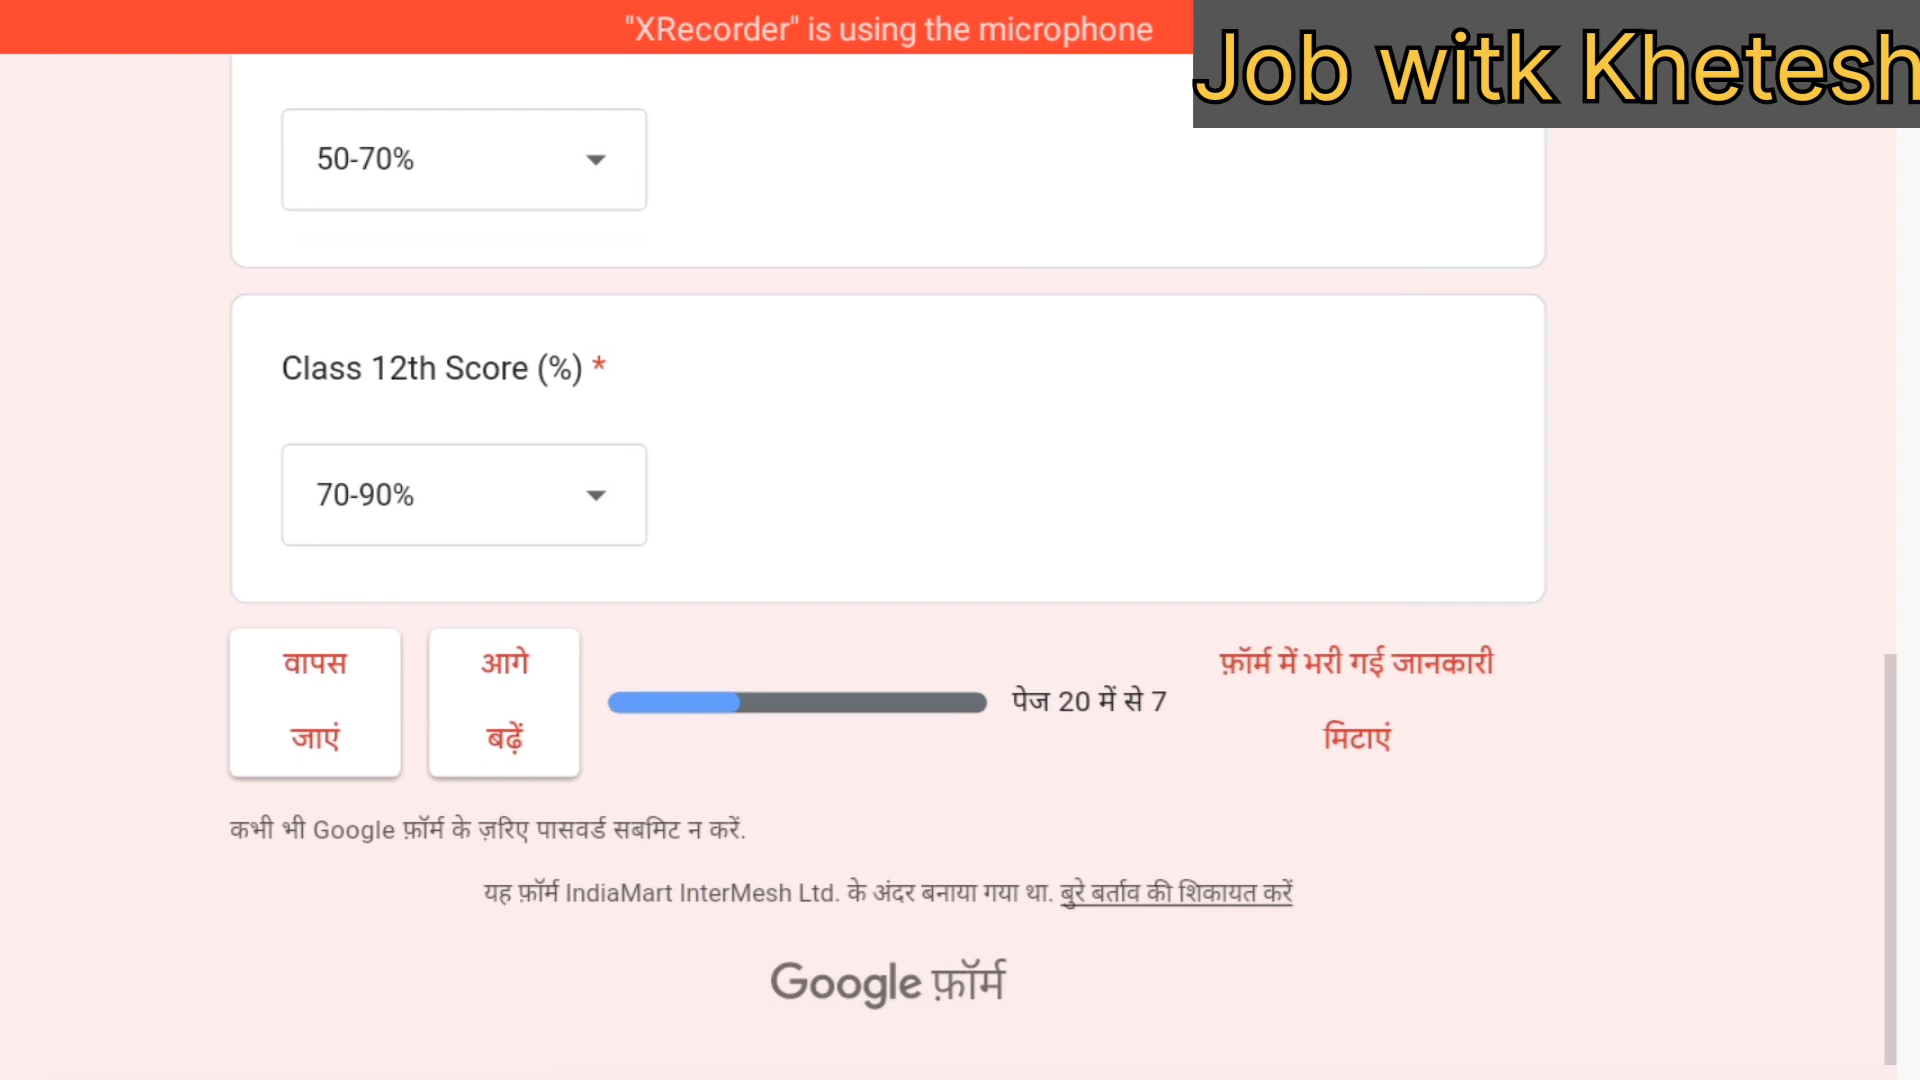 "XRecorder" is using the microphone
Job witk Khetesh
50-70%
Class 12th Score (%) *
70-90%
वापस
जाएं
आगे
बढ़ें
पेज 20 में से 7
फ़ॉर्म में भरी गई जानकारी
मिटाएं
कभी भी Google फ़ॉर्म के ज़रिए पासवर्ड सबमिट न करें.
यह फ़ॉर्म IndiaMart InterMesh Ltd. के अंदर बनाया गया था. बुरे बर्ताव की शिकायत करें
Google फ़ॉर्म